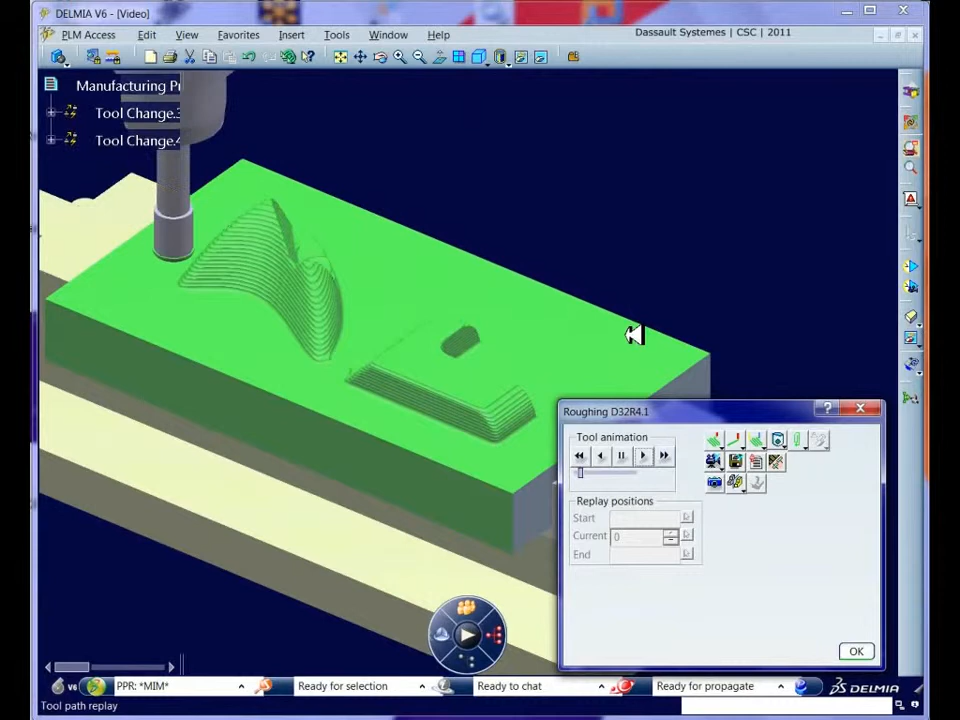 DELMIA V6 - [Video]
PLM Access Edit View Favorites Insert Tools Window Help
Dassault Systemes | CSC | 2011
Manufacturing Pr
Tool Change.3
Tool Change.4
Roughing D32R4.1
Tool animation
Replay positions
Start
Current 0
End
OK
V6 PPR: *MIM* Ready for selection Ready to chat Ready for propagate DELMIA
Tool path replay